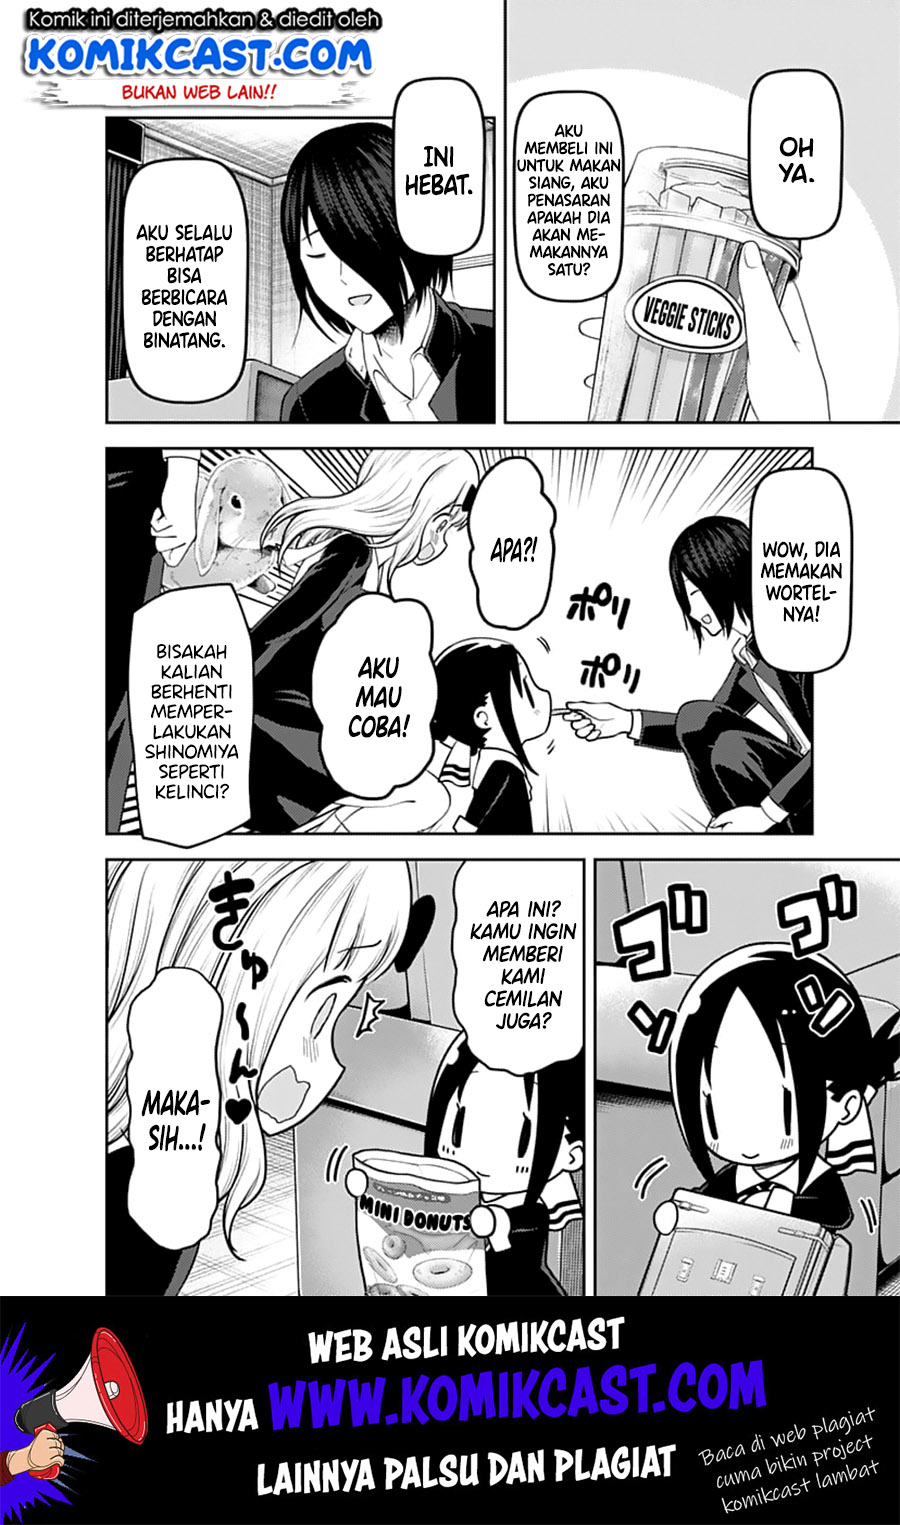 Komik ini diterjemahkan & diedit oleh
KOMIKCAST.COM
BUKAN WEB LAIN!!
OH
YA.
AKU
MEMBELI INI
UNTUK MAKAN
SIANG, AKU
PENASARAN
APAKAH DIA
AKAN ME-
MAKANNYA
SATU?
VEGGIE STICKS
INI
HEBAT.
AKU SELALU
BERHATAP
BISA
BERBICARA
DENGAN
BINATANG.
WOW, DIA
MEMAKAN
WORTEL-
NYA!
ポリ
ポリ
APA?!
AKU
MAU
COBA!
BISAKAH
KALIAN
BERHENTI
MEMPER-
LAKUKAN
SHINOMIYA
SEPERTI
KELINCI?
ゴソ
ゴソ
APA INI?
KAMU INGIN
MEMBERI
KAMI
CEMILAN
JUGA?
MINI DONUTS
きゅ～ん♥
MAKA-
SIH...!
WEB ASLI KOMIKCAST
HANYA WWW.KOMIKCAST.COM
LAINNYA PALSU DAN PLAGIAT
Baca di web plagiat
cuma bikin project
komikcast lambat